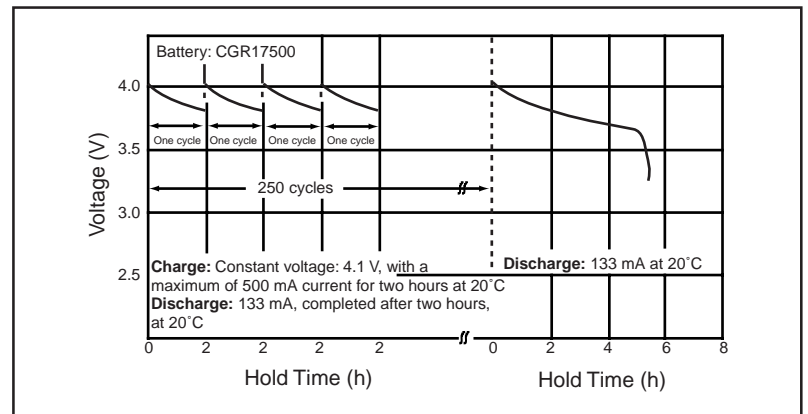 Battery: CGR17500
4.0
3.5
3.0
2.5
Voltage (V)
One cycle One cycle One cycle One cycle
250 cycles
Charge: Constant voltage: 4.1 V, with a
maximum of 500 mA current for two hours at 20˚C
Discharge: 133 mA, completed after two hours,
at 20˚C
Discharge: 133 mA at 20˚C
0 2 2 2 2 0 2 4 6 8
Hold Time (h) Hold Time (h)